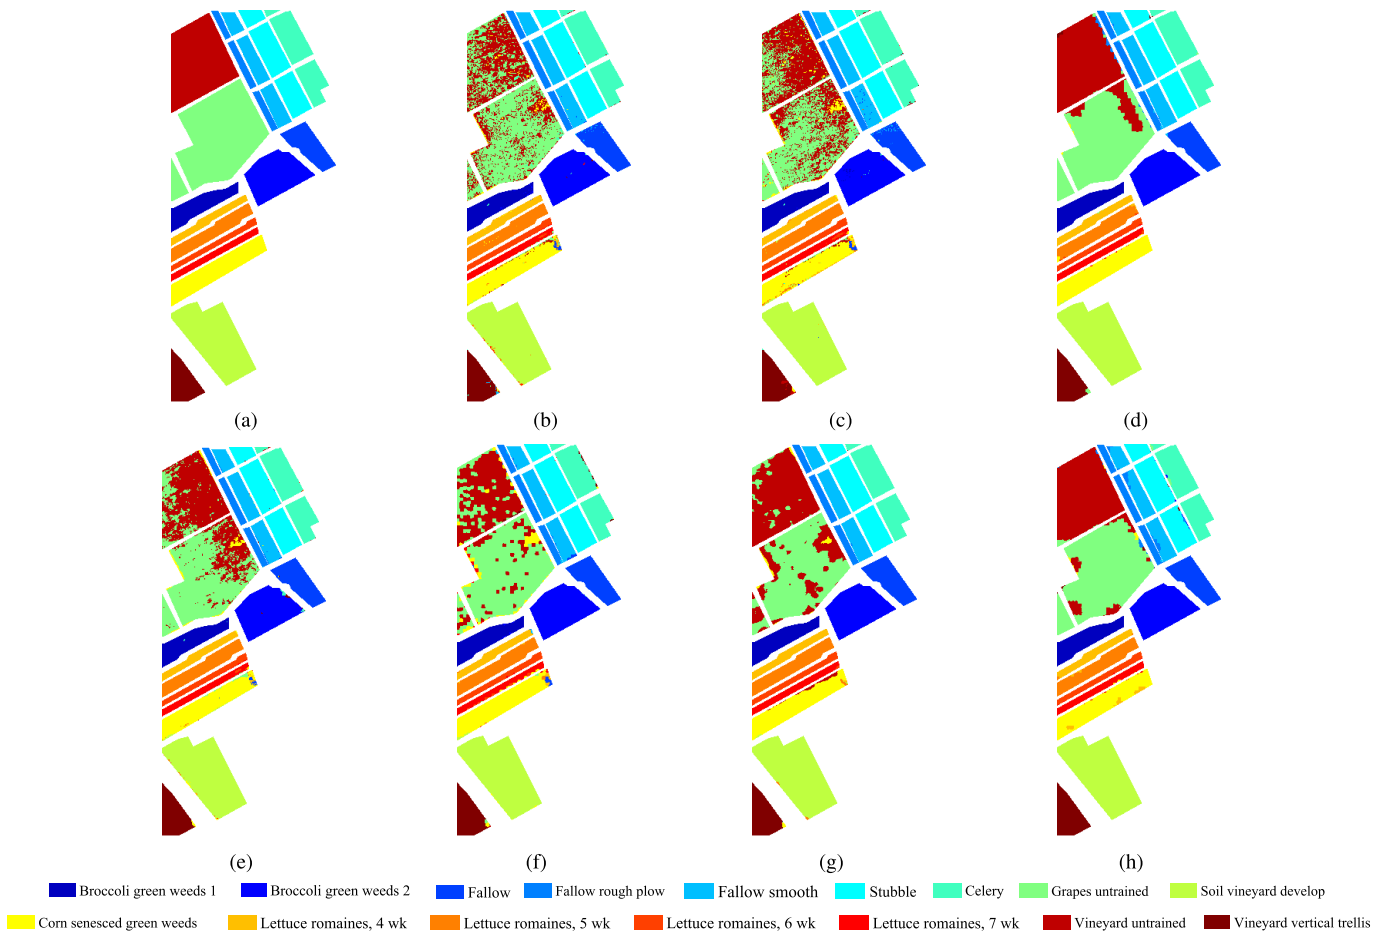 (a) (b) (c) (d)
(e) (f) (g) (h)
Broccoli green weeds 1 Broccoli green weeds 2 Fallow Fallow rough plow Fallow smooth Stubble Celery Grapes untrained Soil vineyard develop
Corn senesced green weeds Lettuce romaines, 4 wk Lettuce romaines, 5 wk Lettuce romaines, 6 wk Lettuce romaines, 7 wk Vineyard untrained Vineyard vertical trellis